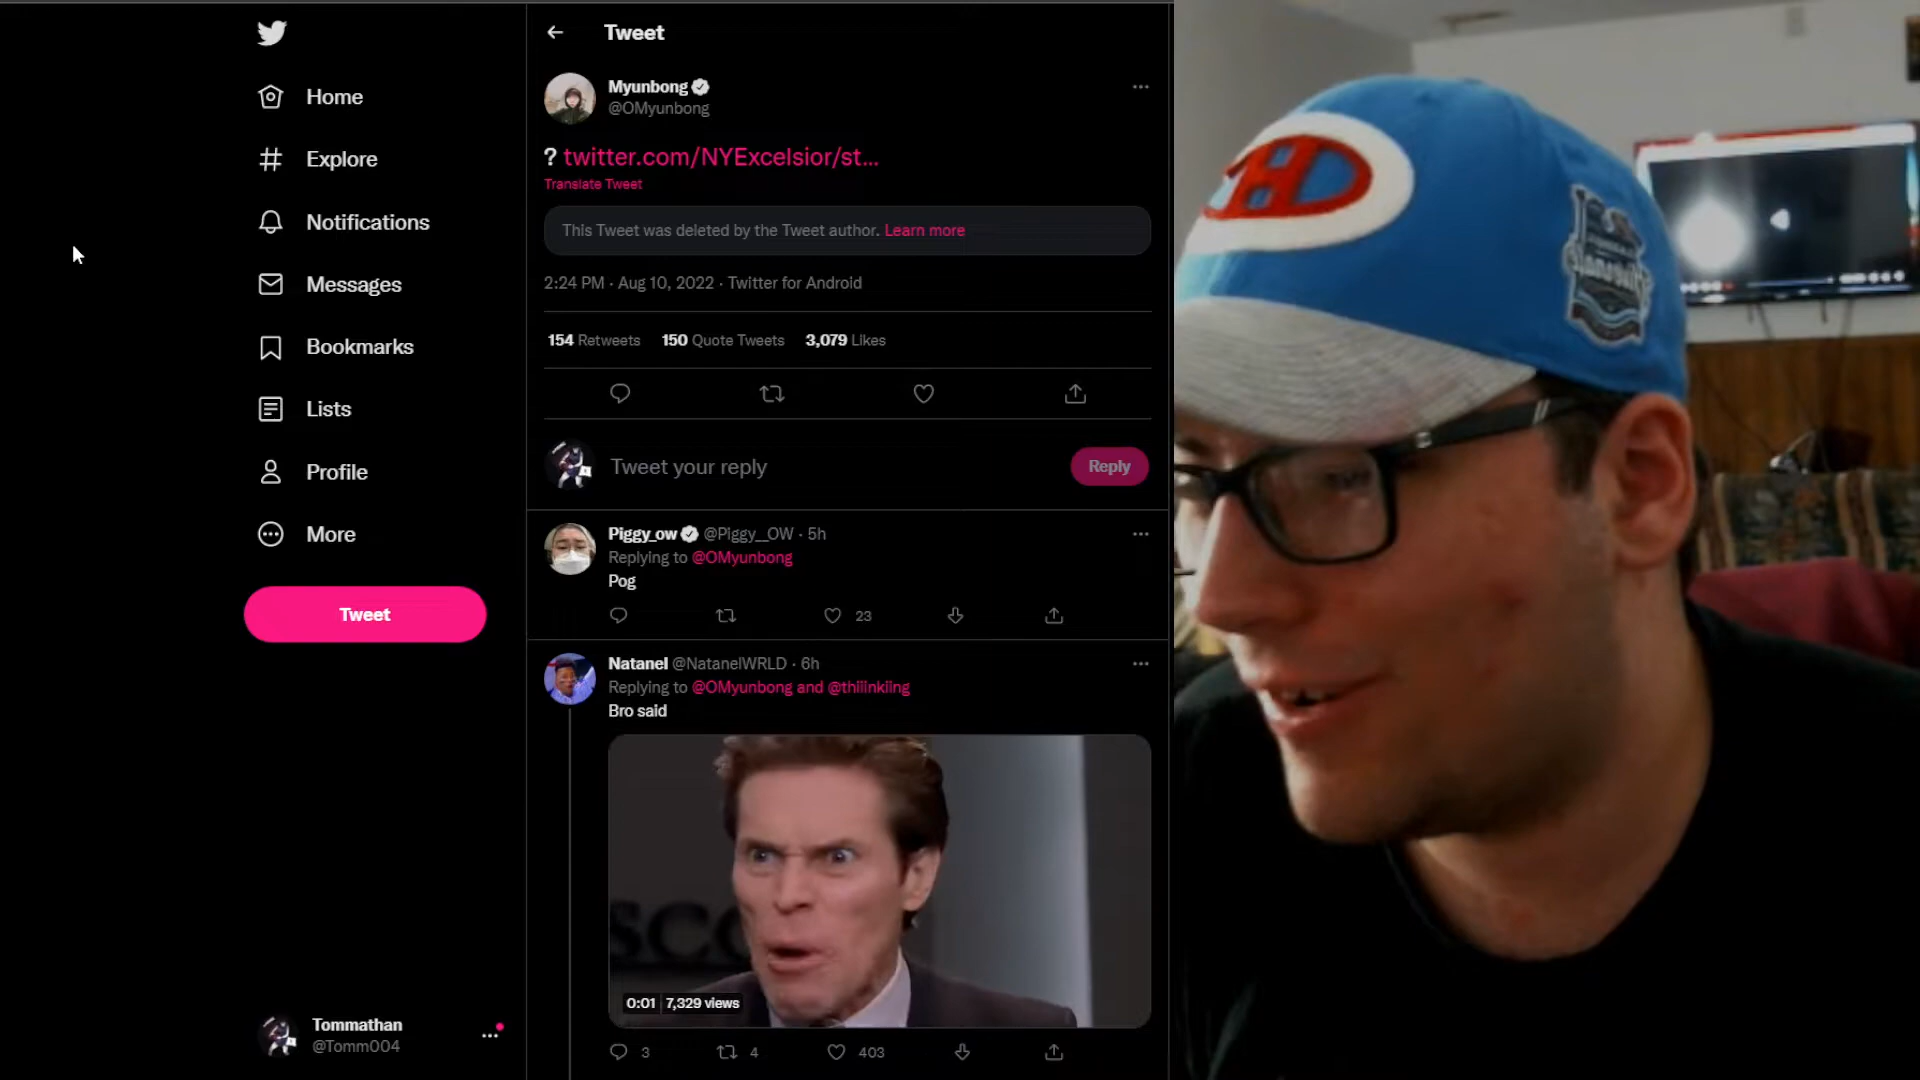 Home
Explore
Notifications
Messages
Bookmarks
Lists
Profile
More
Tweet
Tommathan
@Tomm004
Tweet
Myunbong
@OMyunbong
? twitter.com/NYExcelsior/st...
Translate Tweet
This Tweet was deleted by the Tweet author. Learn more
2:24 PM · Aug 10, 2022 · Twitter for Android
154 Retweets 150 Quote Tweets 3,079 Likes
Tweet your reply
Reply
Piggy_ow @Piggy__OW · 5h
Replying to @OMyunbong
Pog
23
Natanel @NatanelWRLD · 6h
Replying to @OMyunbong and @thiiinkiing
Bro said
0:01 7,329 views
3 4 403